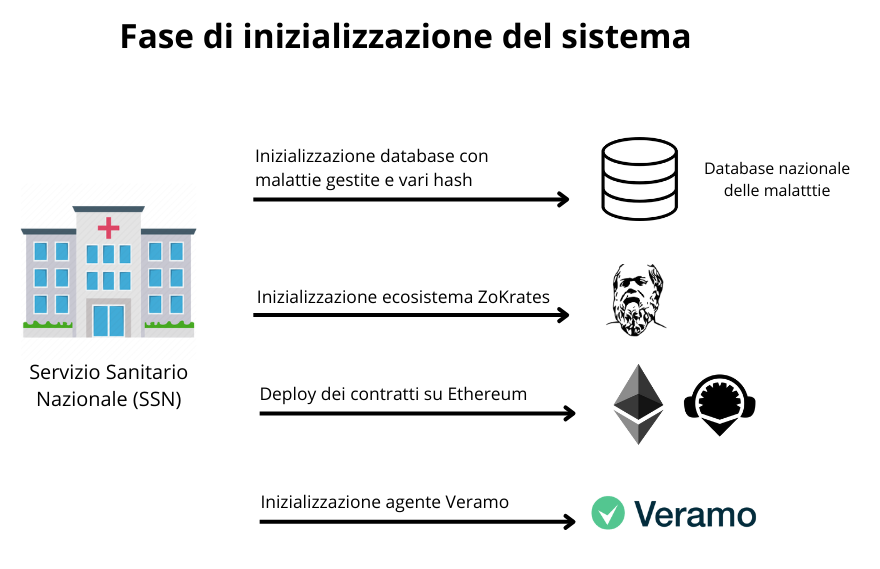 Fase di inizializzazione del sistema
Inizializzazione database con
malattie gestite e vari hash
Database nazionale
delle malatttie
Inizializzazione ecosistema ZoKrates
Servizio Sanitario
Nazionale (SSN)
Deploy dei contratti su Ethereum
Inizializzazione agente Veramo
Veramo